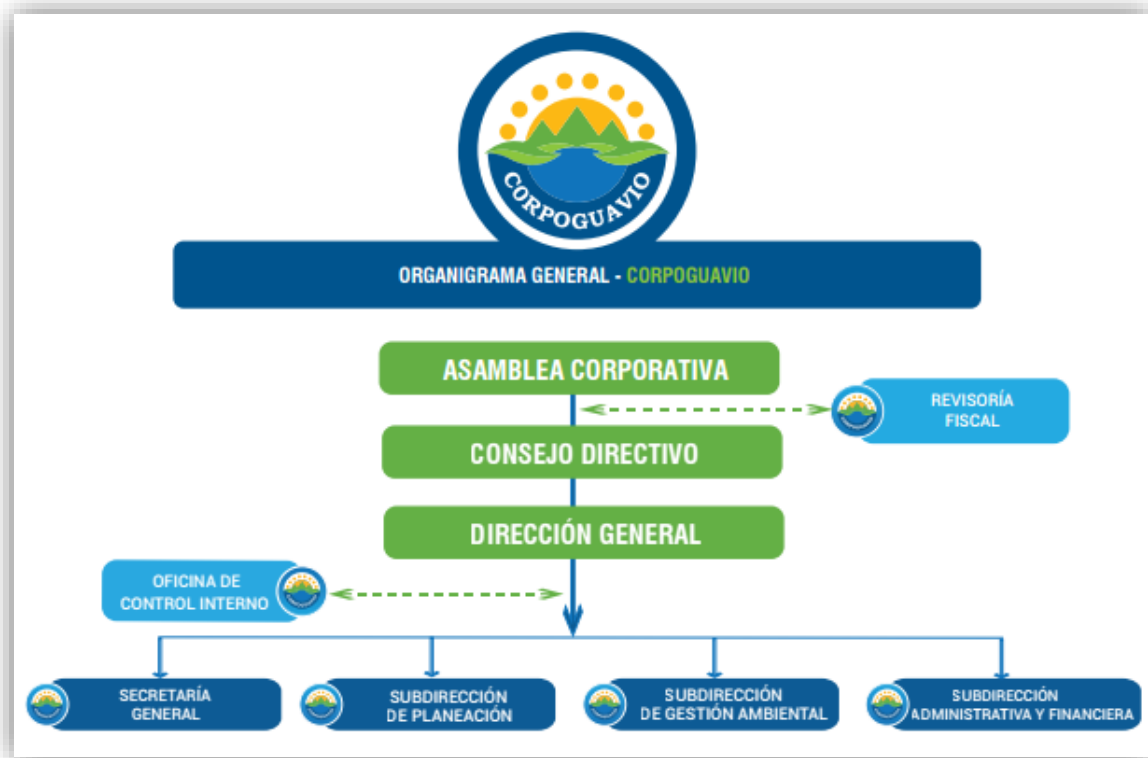 CORPOGUAVIO
ORGANIGRAMA GENERAL - CORPOGUAVIO
ASAMBLEA CORPORATIVA
REVISORÍA
FISCAL
CONSEJO DIRECTIVO
DIRECCIÓN GENERAL
OFICINA DE
CONTROL INTERNO
SECRETARÍA
GENERAL
SUBDIRECCIÓN
DE PLANEACIÓN
SUBDIRECCIÓN
DE GESTIÓN AMBIENTAL
SUBDIRECCIÓN
ADMINISTRATIVA Y FINANCIERA